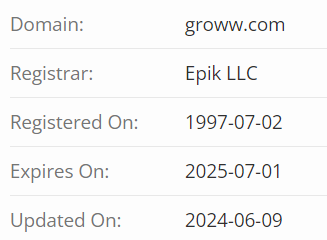 Domain: groww.com
Registrar: Epik LLC
Registered On: 1997-07-02
Expires On: 2025-07-01
Updated On: 2024-06-09